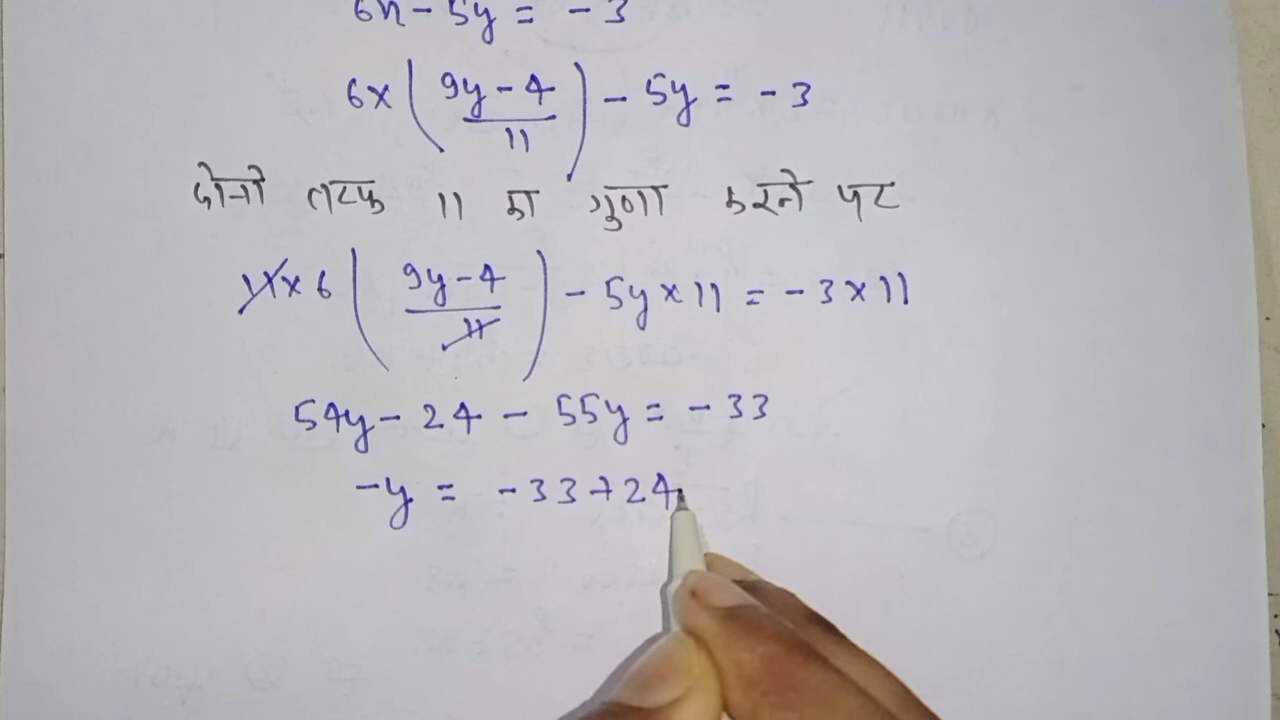 6x - 5y = - 3
6 × ( 9y - 4 / 11 ) - 5y = - 3
दोनो तरफ 11 का गुणा करने पर
11 × 6 ( 9y - 4 / 11 ) - 5y × 11 = - 3 × 11
54y - 24 - 55y = - 33
-y = - 33 + 24